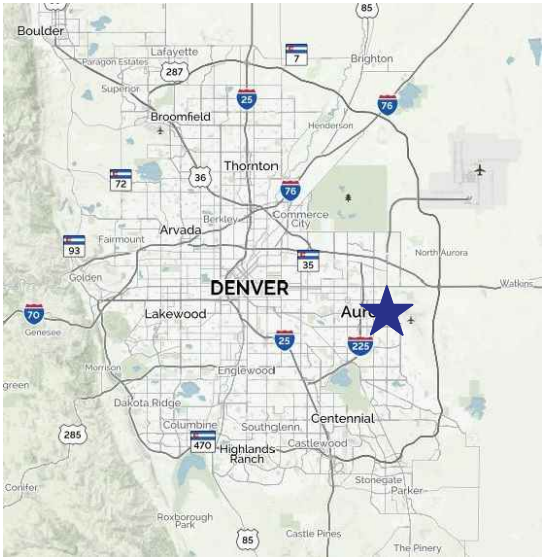 85
Boulder
Lafayette
7
Paragon Estates
Brighton
287
Superior
25
76
Broomfield
Henderson
Thornton
36
72
76
Berkley
Commerce
City
Arvada
93
Fairmount
35
North Aurora
Golden
DENVER
Watkins
70
Lakewood
Auro
Genesee
25
225
Morrison
Englewood
green
Dakota Ridge
Columbine
Southglenn
Centennial
285
470
Castlewood
Highlands
Ranch
Stonegate
Conifer
Parker
Roxborough
Park
85
Castle Pines
The Pinery